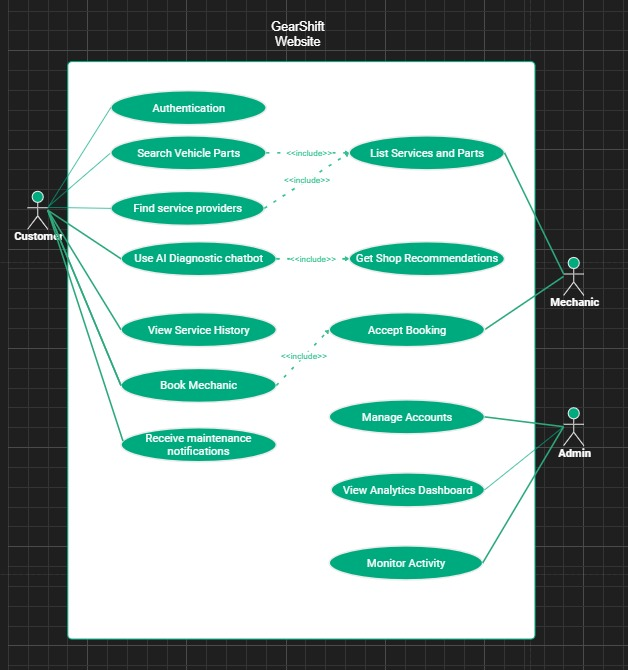 GearShift
Website
Authentication
Search Vehicle Parts
<<include>>
List Services and Parts
<<include>>
Find service providers
Customer
Use AI Diagnostic chatbot
<<include>>
Get Shop Recommendations
Mechanic
View Service History
Accept Booking
<<include>>
Book Mechanic
Manage Accounts
Receive maintenance
notifications
Admin
View Analytics Dashboard
Monitor Activity